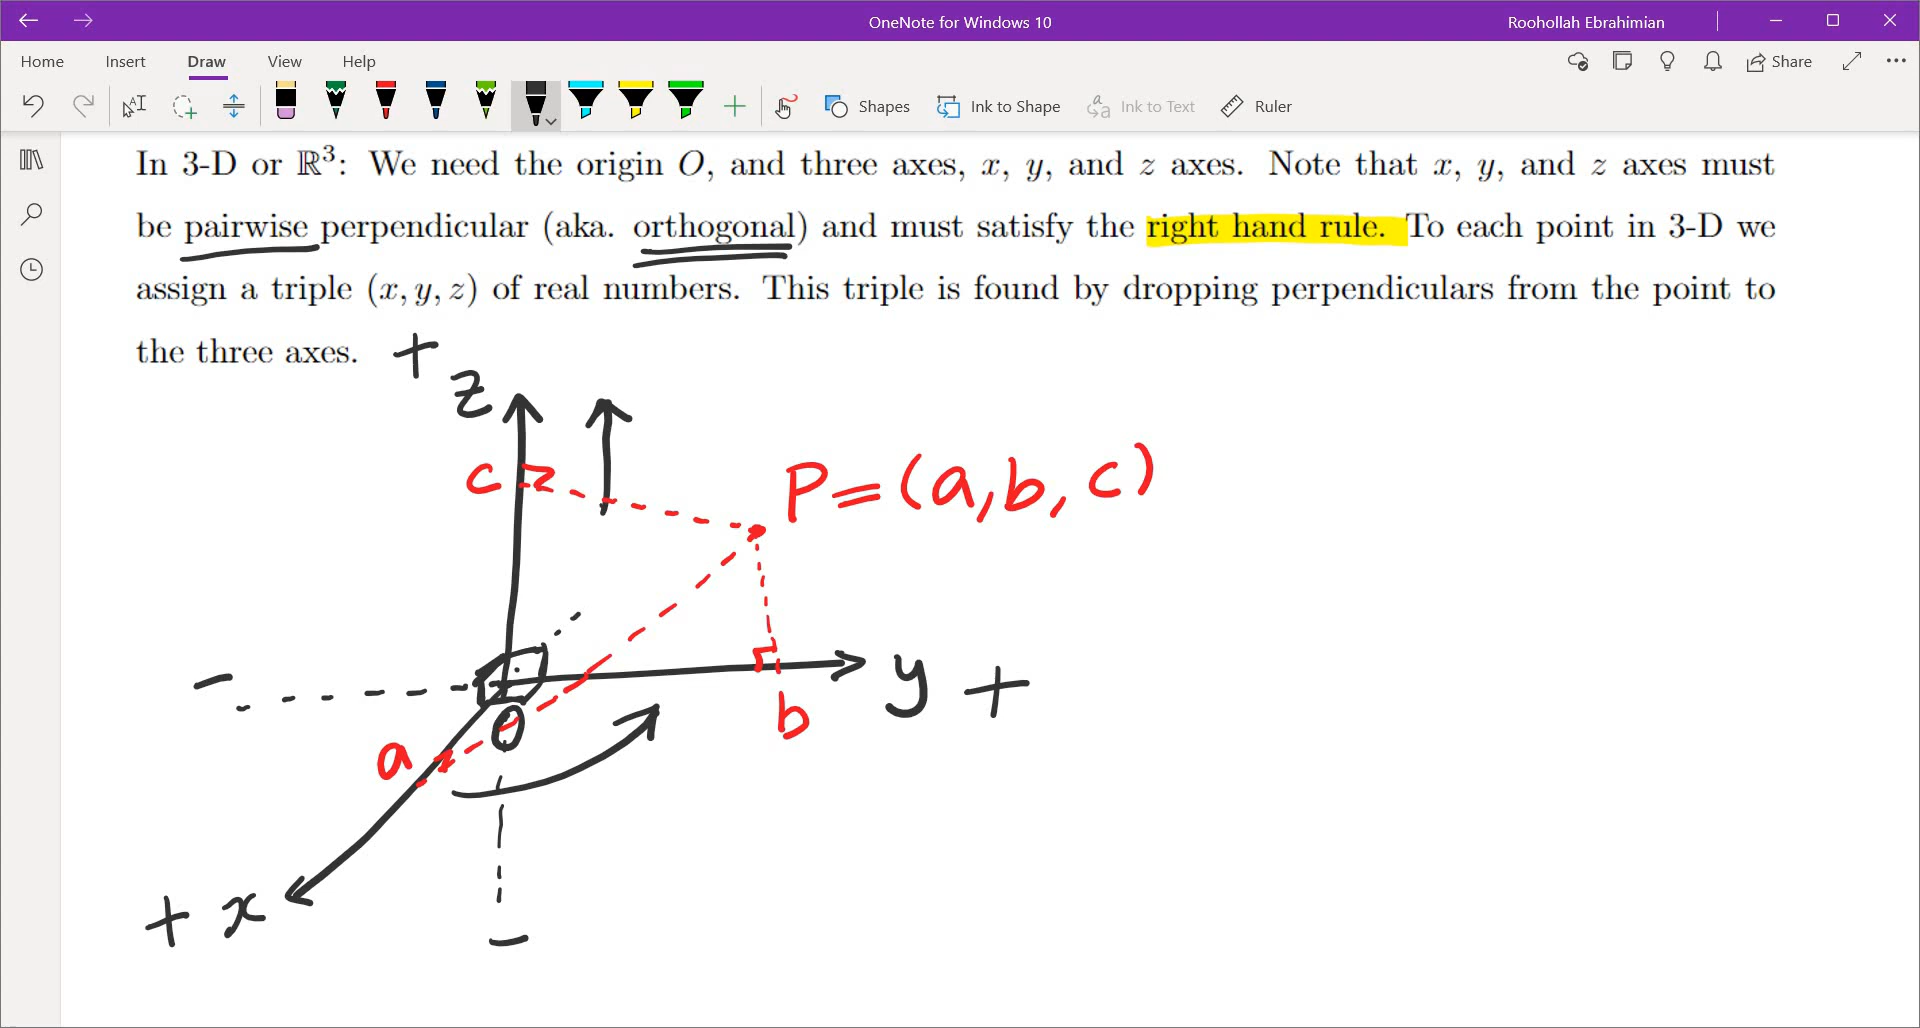 OneNote for Windows 10
Roohollah Ebrahimian
Home Insert Draw View Help
Share
Shapes Ink to Shape Ink to Text Ruler
In 3-D or ℝ³: We need the origin O, and three axes, x, y, and z axes. Note that x, y, and z axes must
be pairwise perpendicular (aka. orthogonal) and must satisfy the right hand rule. To each point in 3-D we
assign a triple (x, y, z) of real numbers. This triple is found by dropping perpendiculars from the point to
the three axes.
+
z
c
P=(a,b,c)
−
y +
O
b
a
+ x
−